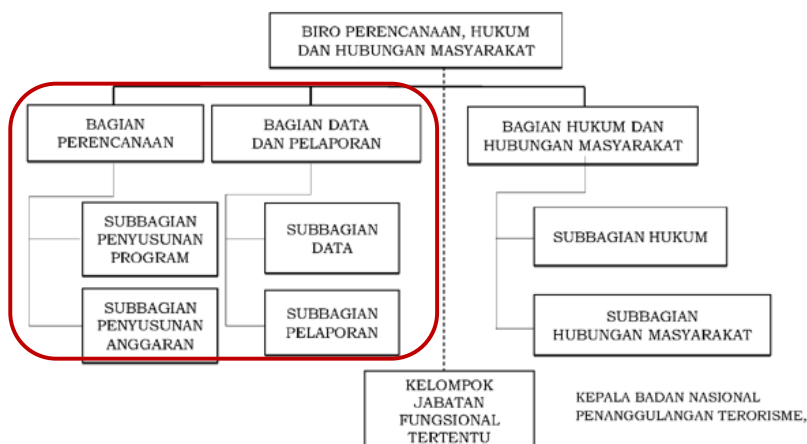 BIRO PERENCANAAN, HUKUM
DAN HUBUNGAN MASYARAKAT
BAGIAN
PERENCANAAN
BAGIAN DATA
DAN PELAPORAN
BAGIAN HUKUM DAN
HUBUNGAN MASYARAKAT
SUBBAGIAN
PENYUSUNAN
PROGRAM
SUBBAGIAN
DATA
SUBBAGIAN HUKUM
SUBBAGIAN
PENYUSUNAN
ANGGARAN
SUBBAGIAN
PELAPORAN
SUBBAGIAN
HUBUNGAN MASYARAKAT
KELOMPOK
JABATAN
FUNGSIONAL
TERTENTU
KEPALA BADAN NASIONAL
PENANGGULANGAN TERORISME,